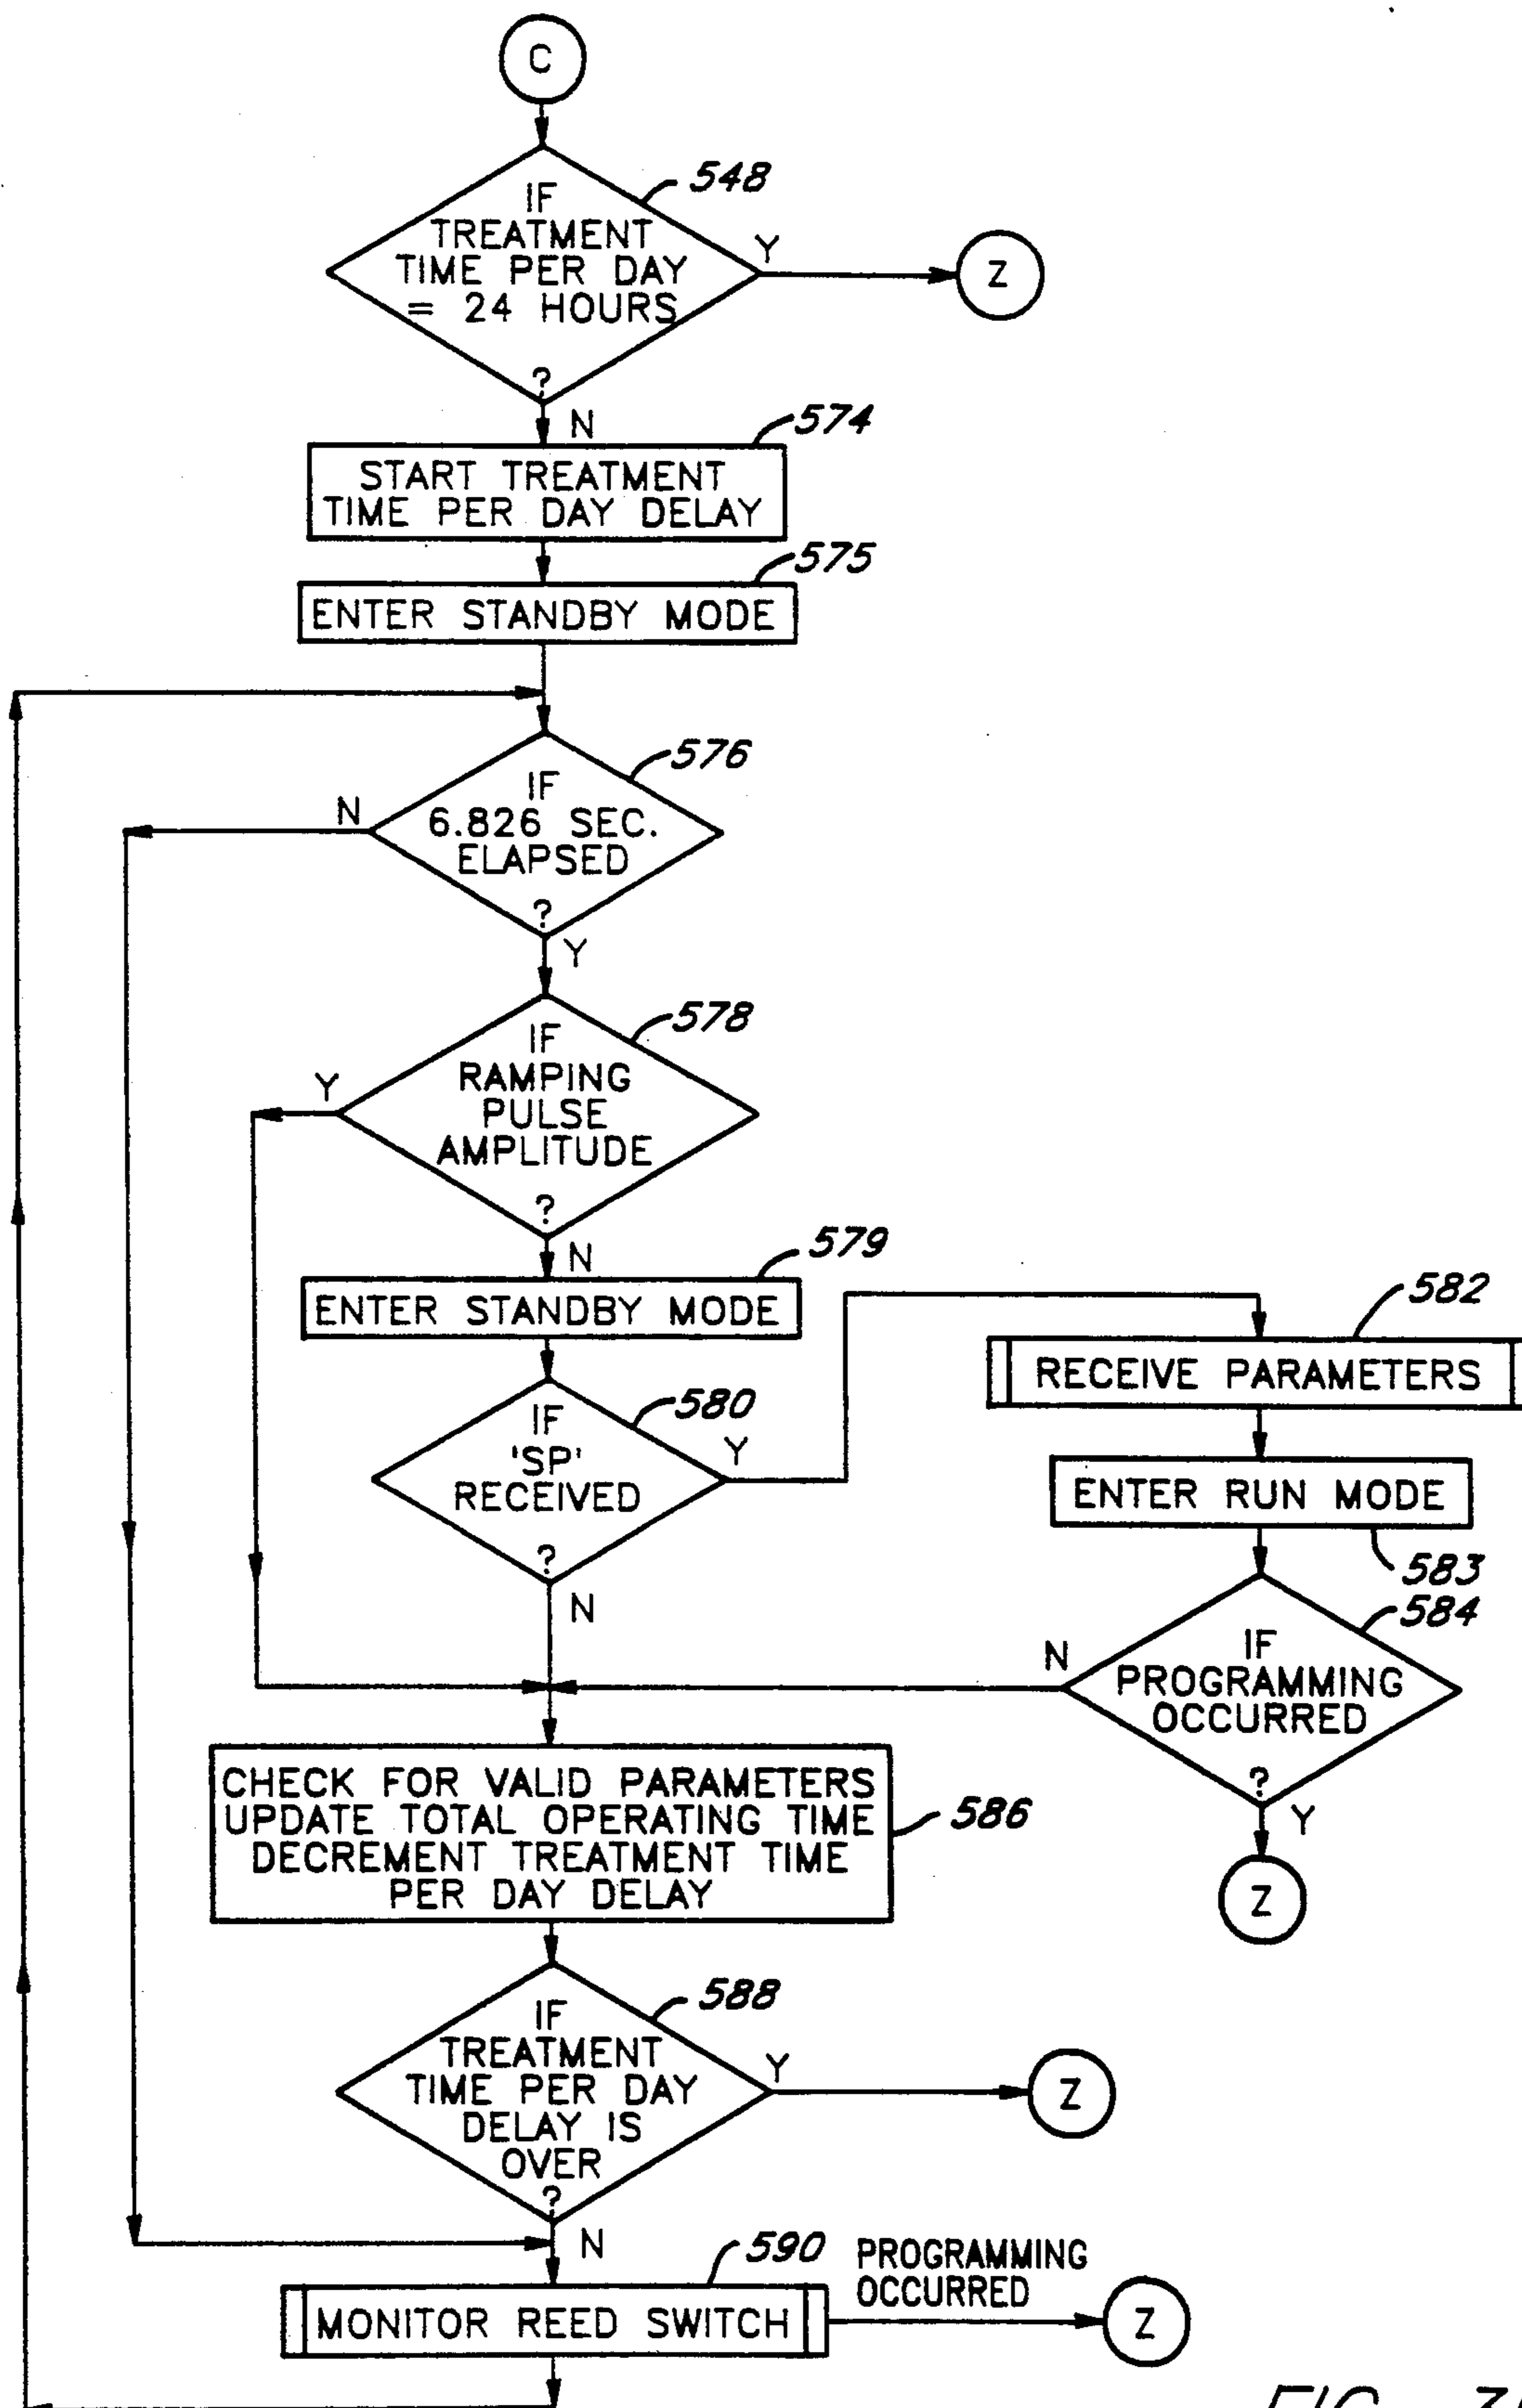 C
548
IF
TREATMENT
TIME PER DAY
= 24 HOURS
?
Y
Z
N
574
START TREATMENT
TIME PER DAY DELAY
575
ENTER STANDBY MODE
576
IF
6.826 SEC.
ELAPSED
?
N
Y
578
IF
RAMPING
PULSE
AMPLITUDE
?
Y
N
579
ENTER STANDBY MODE
580
IF
'SP'
RECEIVED
?
Y
N
582
RECEIVE PARAMETERS
ENTER RUN MODE
583
584
IF
PROGRAMMING
OCCURRED
?
N
Y
Z
CHECK FOR VALID PARAMETERS
UPDATE TOTAL OPERATING TIME
DECREMENT TREATMENT TIME
PER DAY DELAY
586
588
IF
TREATMENT
TIME PER DAY
DELAY IS
OVER
?
Y
Z
N
590
MONITOR REED SWITCH
PROGRAMMING
OCCURRED
Z
FIG.